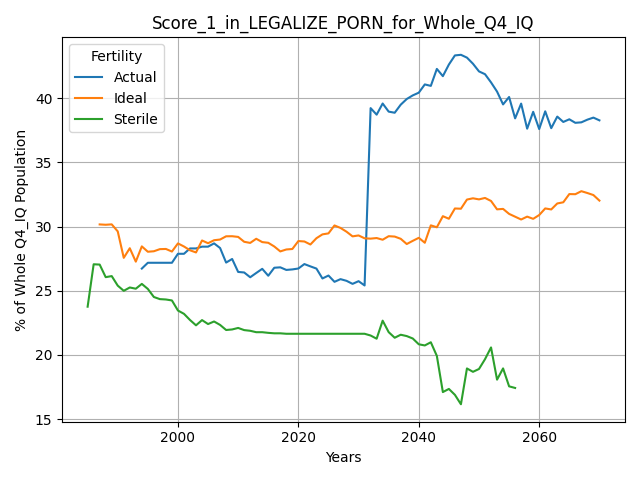 Score_1_in_LEGALIZE_PORN_for_Whole_Q4_IQ
Fertility
Actual
Ideal
Sterile
% of Whole Q4_IQ Population
40
35
30
25
20
15
2000
2020
2040
2060
Years